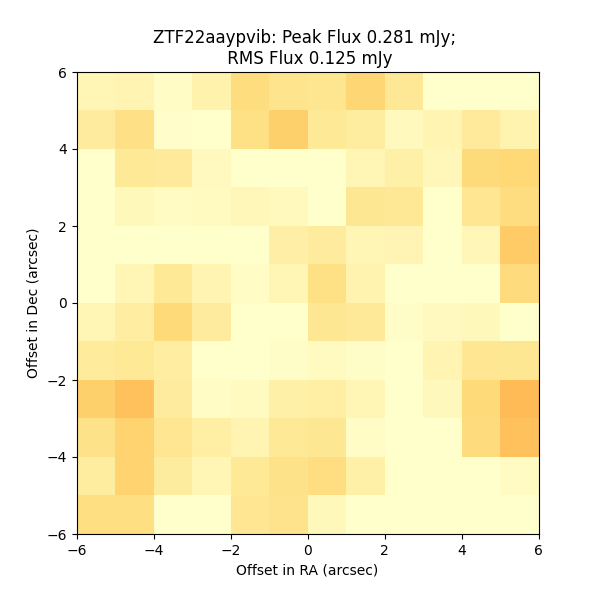 ZTF22aaypvib: Peak Flux 0.281 mJy;
RMS Flux 0.125 mJy
6
4
2
0
−2
−4
−6
Offset in Dec (arcsec)
−6 −4 −2 0 2 4 6
Offset in RA (arcsec)